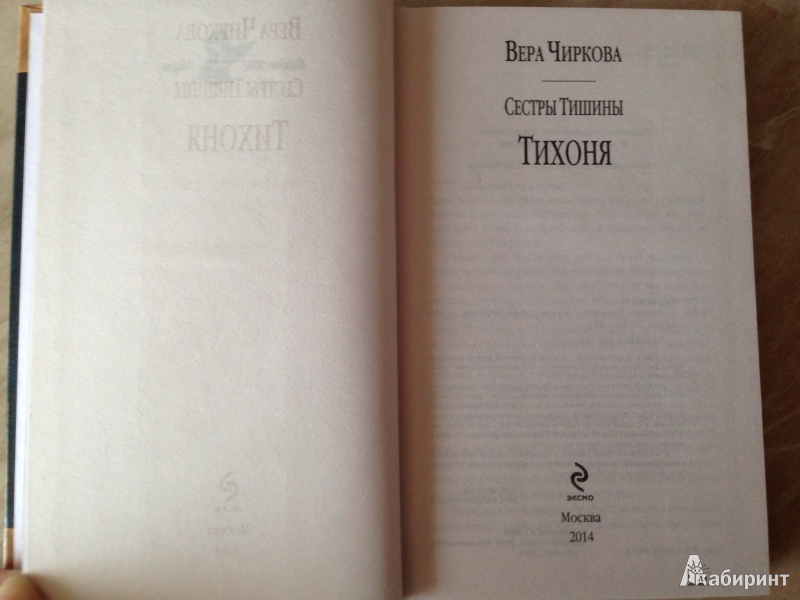 ВЕРА ЧИРКОВА
СЕСТРЫ ТИШИНЫ
ТИХОНЯ
ЭКСМО
Москва
2014
Лабиринт